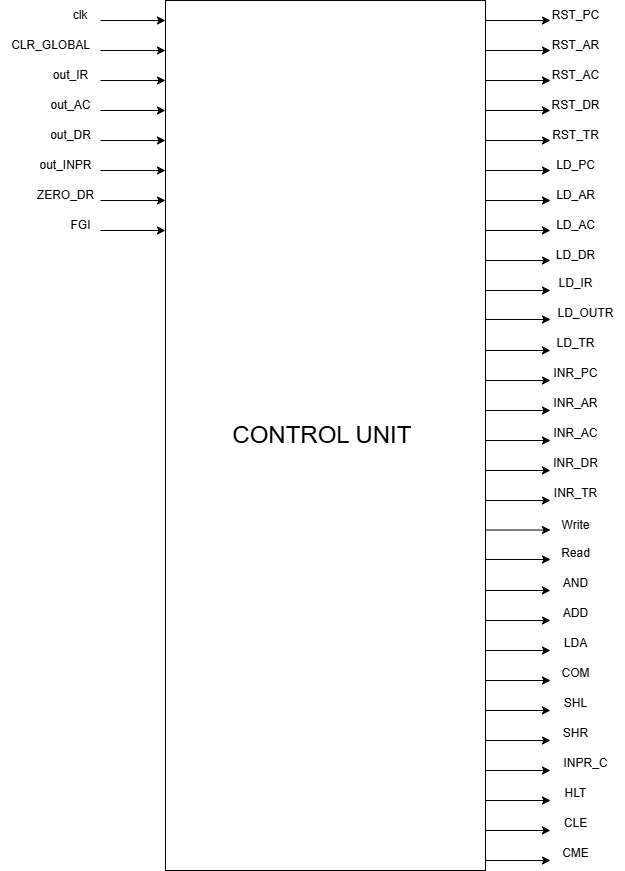 clk
CLR_GLOBAL
out_IR
out_AC
out_DR
out_INPR
ZERO_DR
FGI
CONTROL UNIT
RST_PC
RST_AR
RST_AC
RST_DR
RST_TR
LD_PC
LD_AR
LD_AC
LD_DR
LD_IR
LD_OUTR
LD_TR
INR_PC
INR_AR
INR_AC
INR_DR
INR_TR
Write
Read
AND
ADD
LDA
COM
SHL
SHR
INPR_C
HLT
CLE
CME